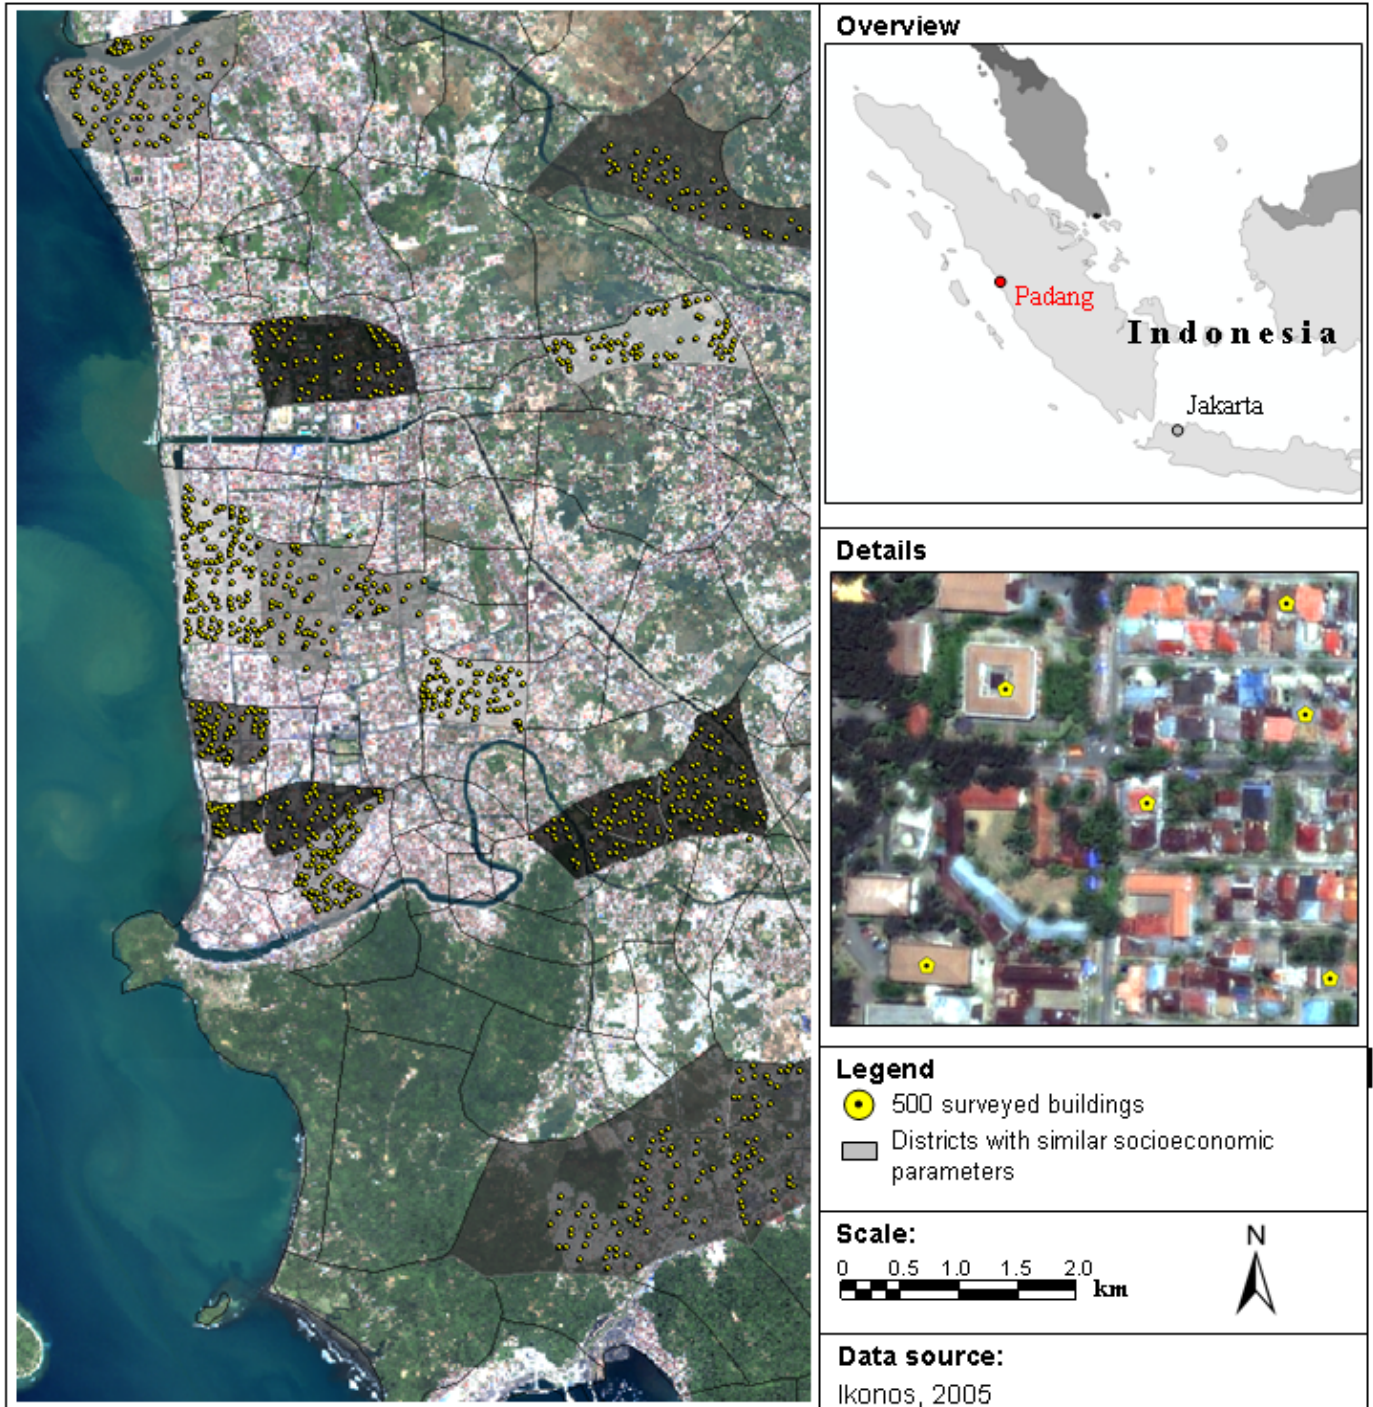 Overview
Padang
Indonesia
Jakarta
Details
Legend
500 surveyed buildings
Districts with similar socioeconomic
parameters
Scale:
N
0 0.5 1.0 1.5 2.0
km
Data source:
Ikonos, 2005